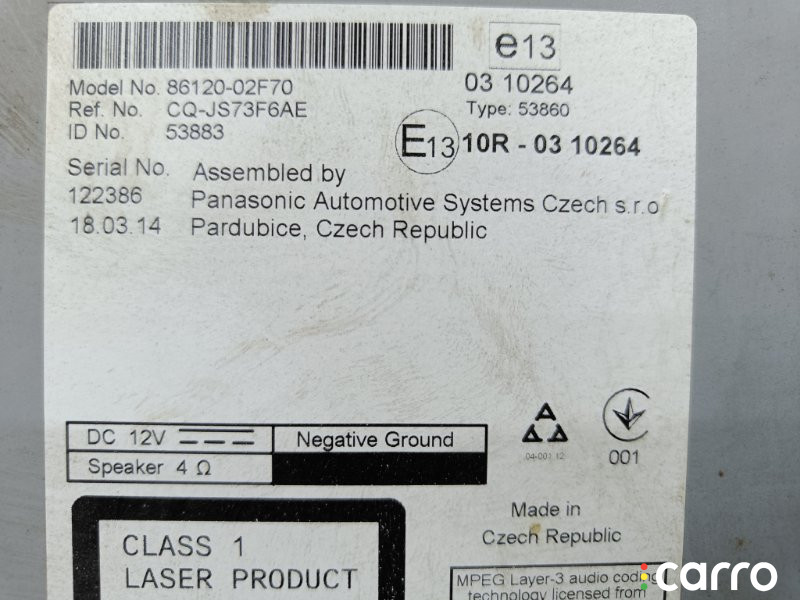 e13
Model No. 86120-02F70
03 10264
Ref. No. CQ-JS73F6AE
Type: 53860
ID No. 53883
E13 10R - 03 10264
Serial No. Assembled by
122386 Panasonic Automotive Systems Czech s.r.o
18.03.14 Pardubice, Czech Republic
DC 12V Negative Ground
Speaker 4 Ω
001
Made in
Czech Republic
CLASS 1
LASER PRODUCT
MPEG Layer-3 audio coding
technology licensed from
carro